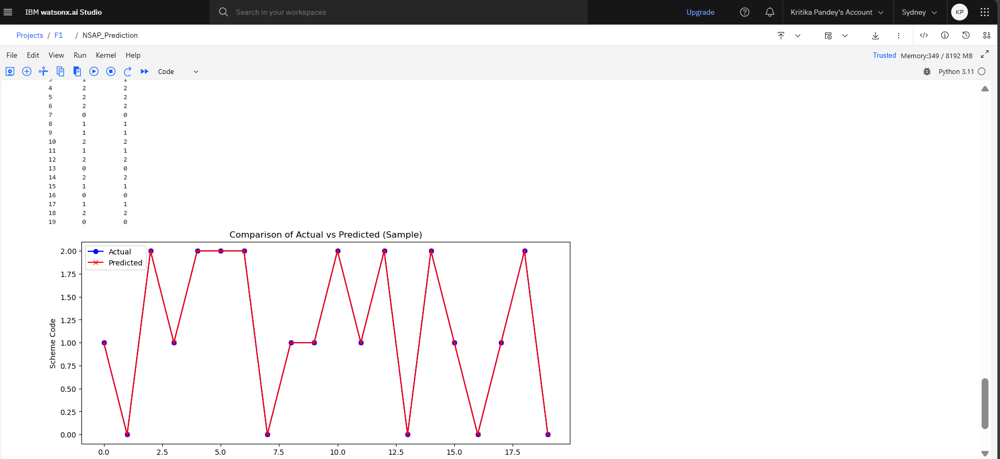 IBM watsonx.ai Studio
Search in your workspaces
Upgrade
Kritika Pandey's Account
Sydney
KP
Projects / F1 / NSAP_Prediction
File Edit View Run Kernel Help
Trusted Memory:349 / 8192 MB
Code
Python 3.11
3 1 1
4 2 2
5 2 2
6 2 2
7 0 0
8 1 1
9 1 1
10 2 2
11 1 1
12 2 2
13 0 0
14 2 2
15 1 1
16 0 0
17 1 1
18 2 2
19 0 0
Comparison of Actual vs Predicted (Sample)
Actual
Predicted
Scheme Code
2.00
1.75
1.50
1.25
1.00
0.75
0.50
0.25
0.00
0.0 2.5 5.0 7.5 10.0 12.5 15.0 17.5